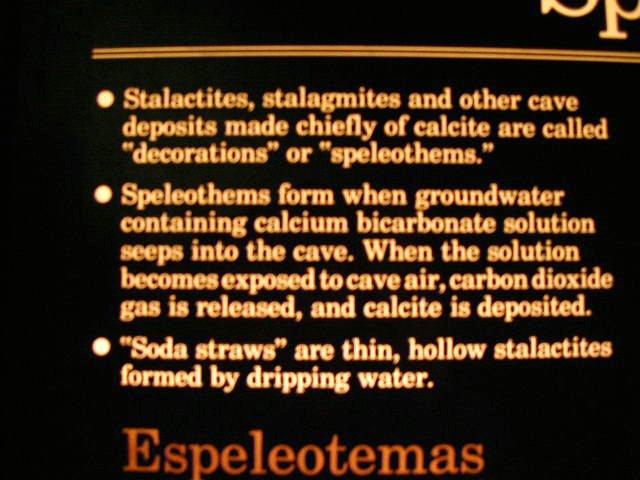 Sp
• Stalactites, stalagmites and other cave
deposits made chiefly of calcite are called
"decorations" or "speleothems."
• Speleothems form when groundwater
containing calcium bicarbonate solution
seeps into the cave. When the solution
becomes exposed to cave air, carbon dioxide
gas is released, and calcite is deposited.
• "Soda straws" are thin, hollow stalactites
formed by dripping water.
Espeleotemas